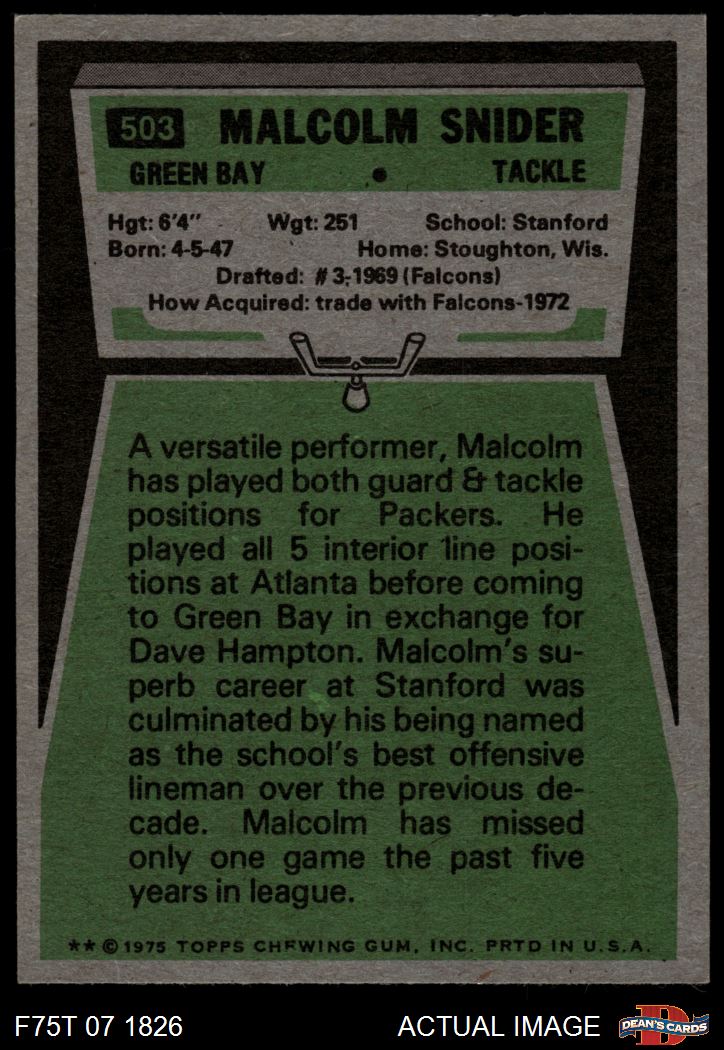 503 MALCOLM SNIDER
GREEN BAY • TACKLE
Hgt: 6'4" Wgt: 251 School: Stanford
Born: 4-5-47 Home: Stoughton, Wis.
Drafted: #3-1969 (Falcons)
How Acquired: trade with Falcons-1972
A versatile performer, Malcolm
has played both guard & tackle
positions for Packers. He
played all 5 interior line posi-
tions at Atlanta before coming
to Green Bay in exchange for
Dave Hampton. Malcolm's su-
perb career at Stanford was
culminated by his being named
as the school's best offensive
lineman over the previous de-
cade. Malcolm has missed
only one game the past five
years in league.
** © 1975 TOPPS CHEWING GUM, INC. PRTD IN U.S.A.
F75T 07 1826 ACTUAL IMAGE D DEAN'S CARDS